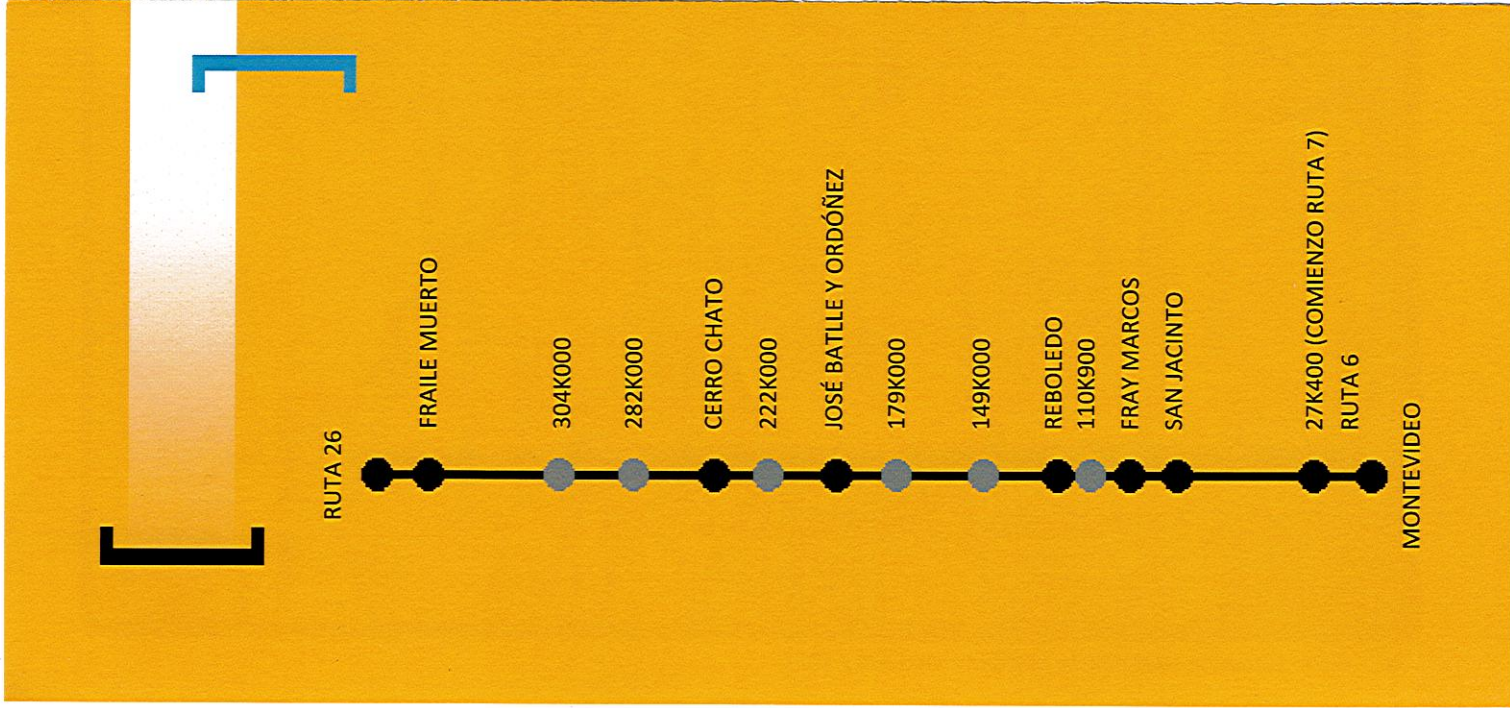 RUTA 26
FRAILE MUERTO
304K000
282K000
CERRO CHATO
222K000
JOSÉ BATLLE Y ORDÓÑEZ
179K000
149K000
REBOLEDO
110K900
FRAY MARCOS
SAN JACINTO
27K400 (COMIENZO RUTA 7)
RUTA 6
MONTEVIDEO